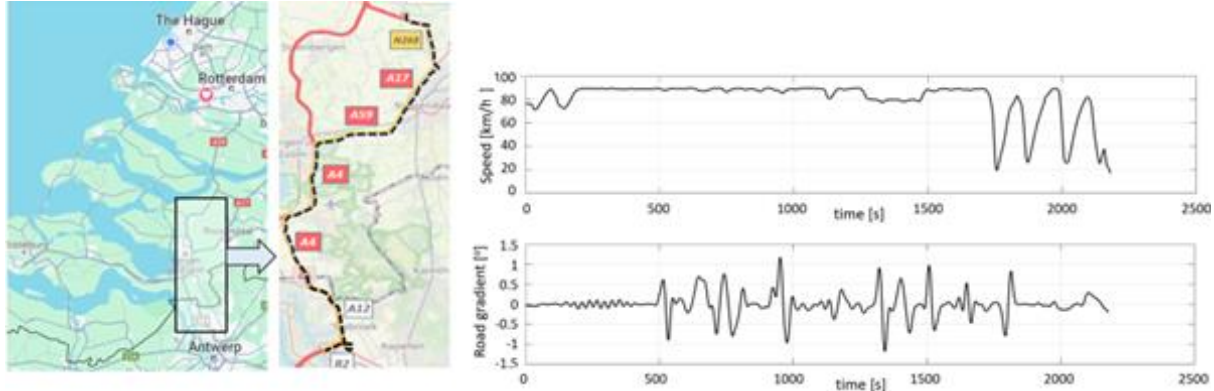 The Hague
Rotterdam
Antwerp
N268
A17
A59
A4
A4
A12
R2
Speed [km/h]
100
80
60
40
20
0
0 500 1000 1500 2000 2500
time [s]
Road gradient [°]
1.5
1
0.5
0
-0.5
-1
-1.5
0 500 1000 1500 2000 2500
time [s]